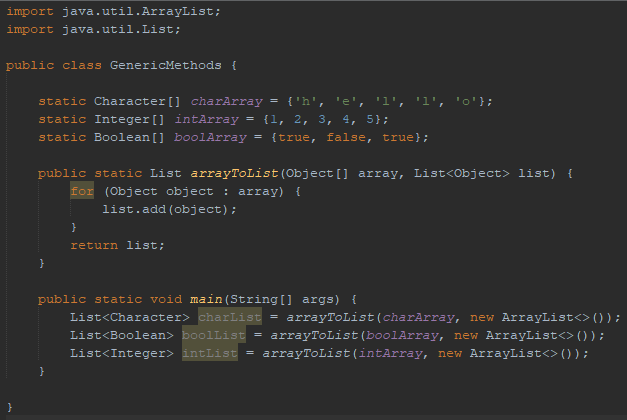 import java.util.ArrayList;
import java.util.List;
public class GenericMethods {
static Character[] charArray = {'h', 'e', 'l', 'l', 'o'};
static Integer[] intArray = {1, 2, 3, 4, 5};
static Boolean[] boolArray = {true, false, true};
public static List arrayToList(Object[] array, List<Object> list) {
for (Object object : array) {
list.add(object);
}
return list;
}
public static void main(String[] args) {
List<Character> charList = arrayToList(charArray, new ArrayList<>());
List<Boolean> boolList = arrayToList(boolArray, new ArrayList<>());
List<Integer> intList = arrayToList(intArray, new ArrayList<>());
}
}